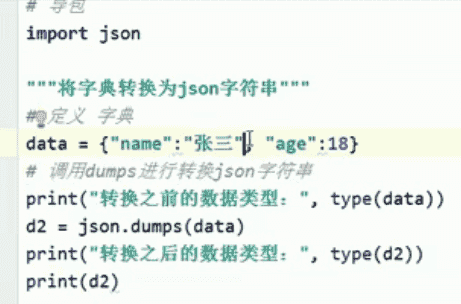 # 导包
import json
"""将字典转换为json字符串"""
# 定义 字典
data = {"name":"张三", "age":18}
# 调用dumps进行转换json字符串
print("转换之前的数据类型：", type(data))
d2 = json.dumps(data)
print("转换之后的数据类型：", type(d2))
print(d2)